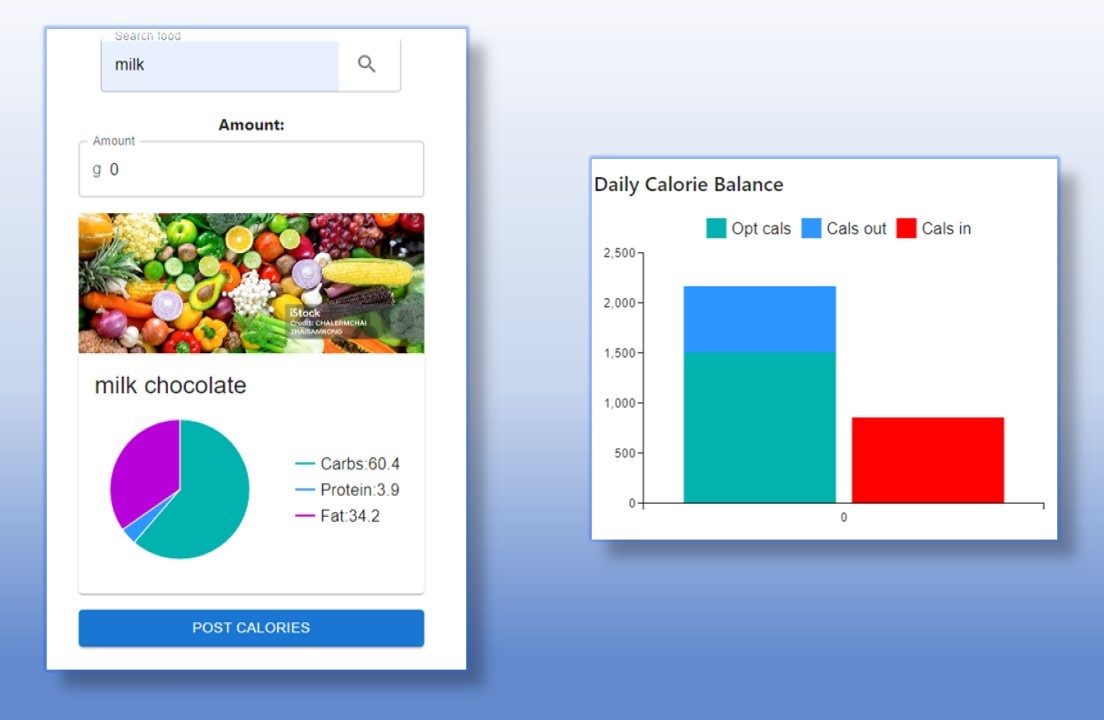 Search food
milk
Amount:
Amount
g 0
iStock
Credit: CHALERMCHAI
THAISAMRONG
milk chocolate
Carbs:60.4
Protein:3.9
Fat:34.2
POST CALORIES
Daily Calorie Balance
Opt cals Cals out Cals in
2,500
2,000
1,500
1,000
500
0
0